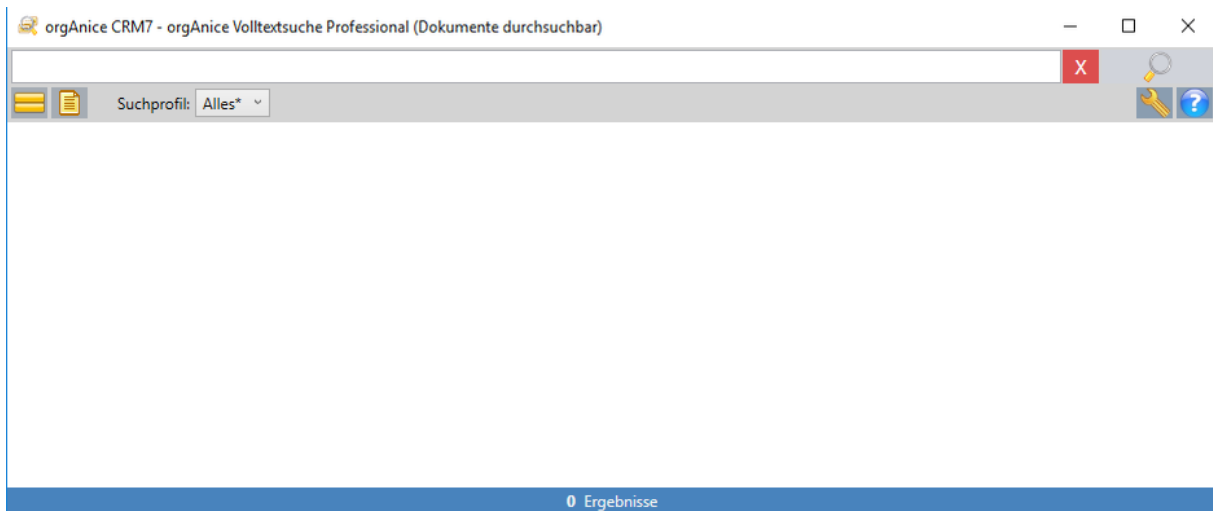 orgAnice CRM7 - orgAnice Volltextsuche Professional (Dokumente durchsuchbar)
X
Suchprofil: Alles*
?
0 Ergebnisse